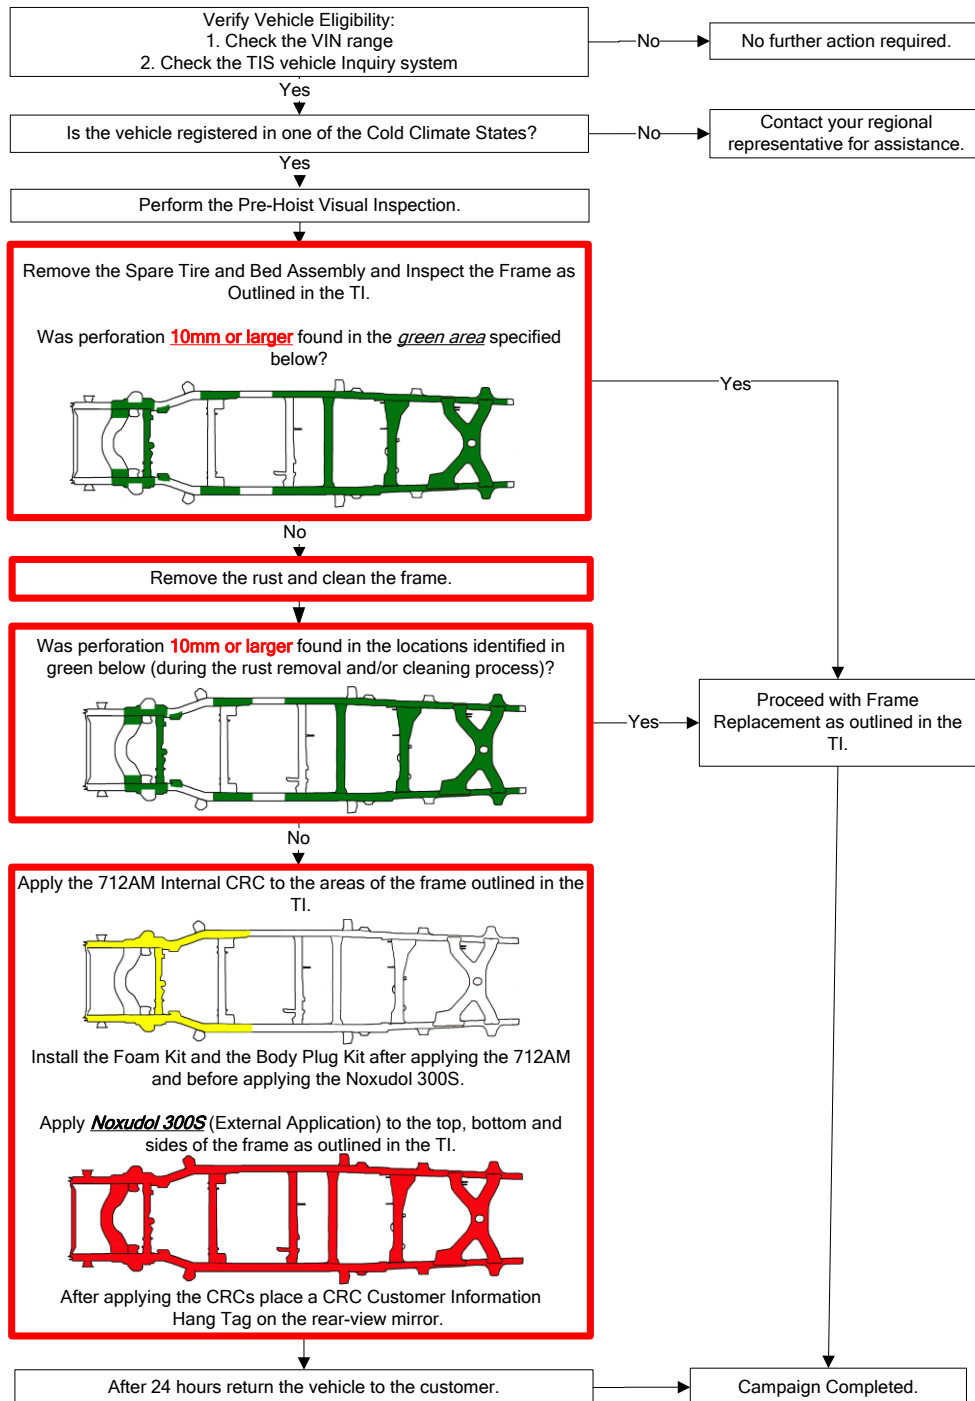 Verify Vehicle Eligibility:
1. Check the VIN range
2. Check the TIS vehicle Inquiry system
No
No further action required.
Yes
Is the vehicle registered in one of the Cold Climate States?
No
Contact your regional
representative for assistance.
Yes
Perform the Pre-Hoist Visual Inspection.
Remove the Spare Tire and Bed Assembly and Inspect the Frame as
Outlined in the TI.
Was perforation 10mm or larger found in the green area specified
below?
Yes
No
Remove the rust and clean the frame.
Was perforation 10mm or larger found in the locations identified in
green below (during the rust removal and/or cleaning process)?
Yes
Proceed with Frame
Replacement as outlined in the
TI.
No
Apply the 712AM Internal CRC to the areas of the frame outlined in the
TI.
Install the Foam Kit and the Body Plug Kit after applying the 712AM
and before applying the Noxudol 300S.
Apply Noxudol 300S (External Application) to the top, bottom and
sides of the frame as outlined in the TI.
After applying the CRCs place a CRC Customer Information
Hang Tag on the rear-view mirror.
After 24 hours return the vehicle to the customer.
Campaign Completed.